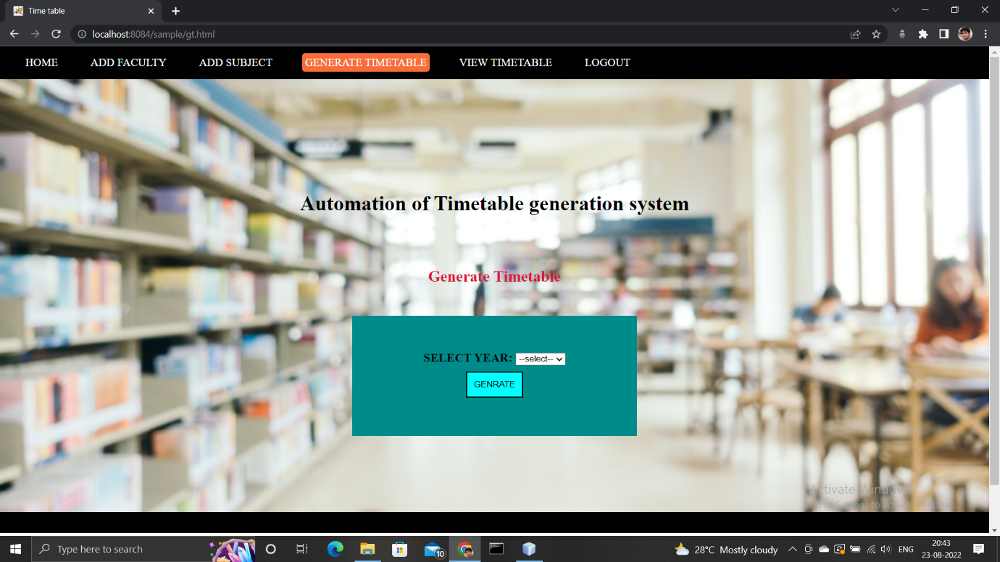 Time table
localhost:8084/sample/gt.html
HOME ADD FACULTY ADD SUBJECT GENERATE TIMETABLE VIEW TIMETABLE LOGOUT
Automation of Timetable generation system
Generate Timetable
SELECT YEAR: --select--
GENRATE
Activate Windows
Go to Settings to activate Windows.
Type here to search
10
28°C Mostly cloudy
ENG
20:43
23-08-2022